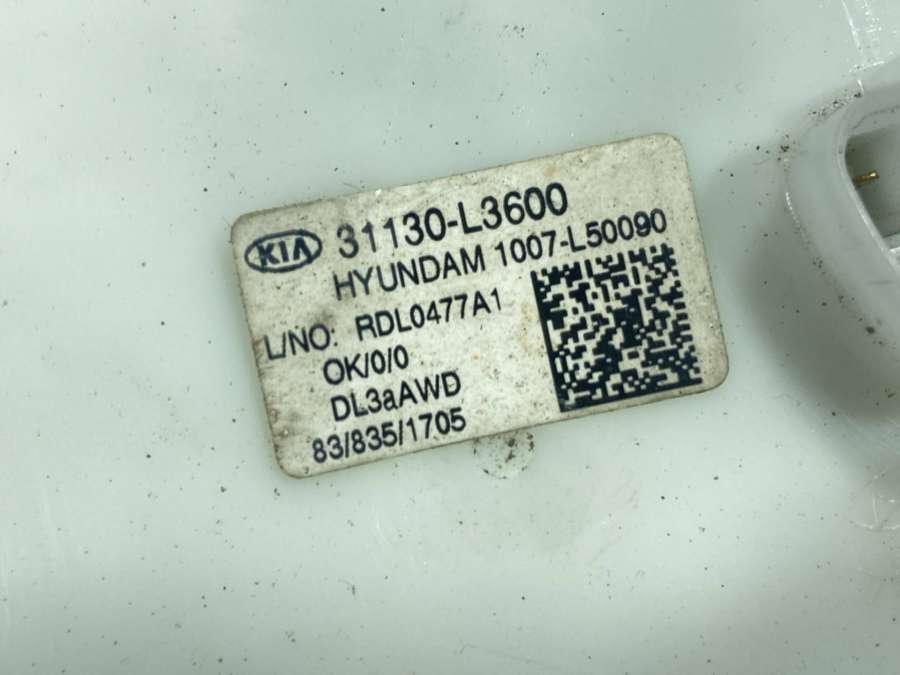 KIA 31130-L3600
HYUNDAM 1007-L50090
L/NO: RDL0477A1
OK/0/0
DL3aAWD
83/835/1705